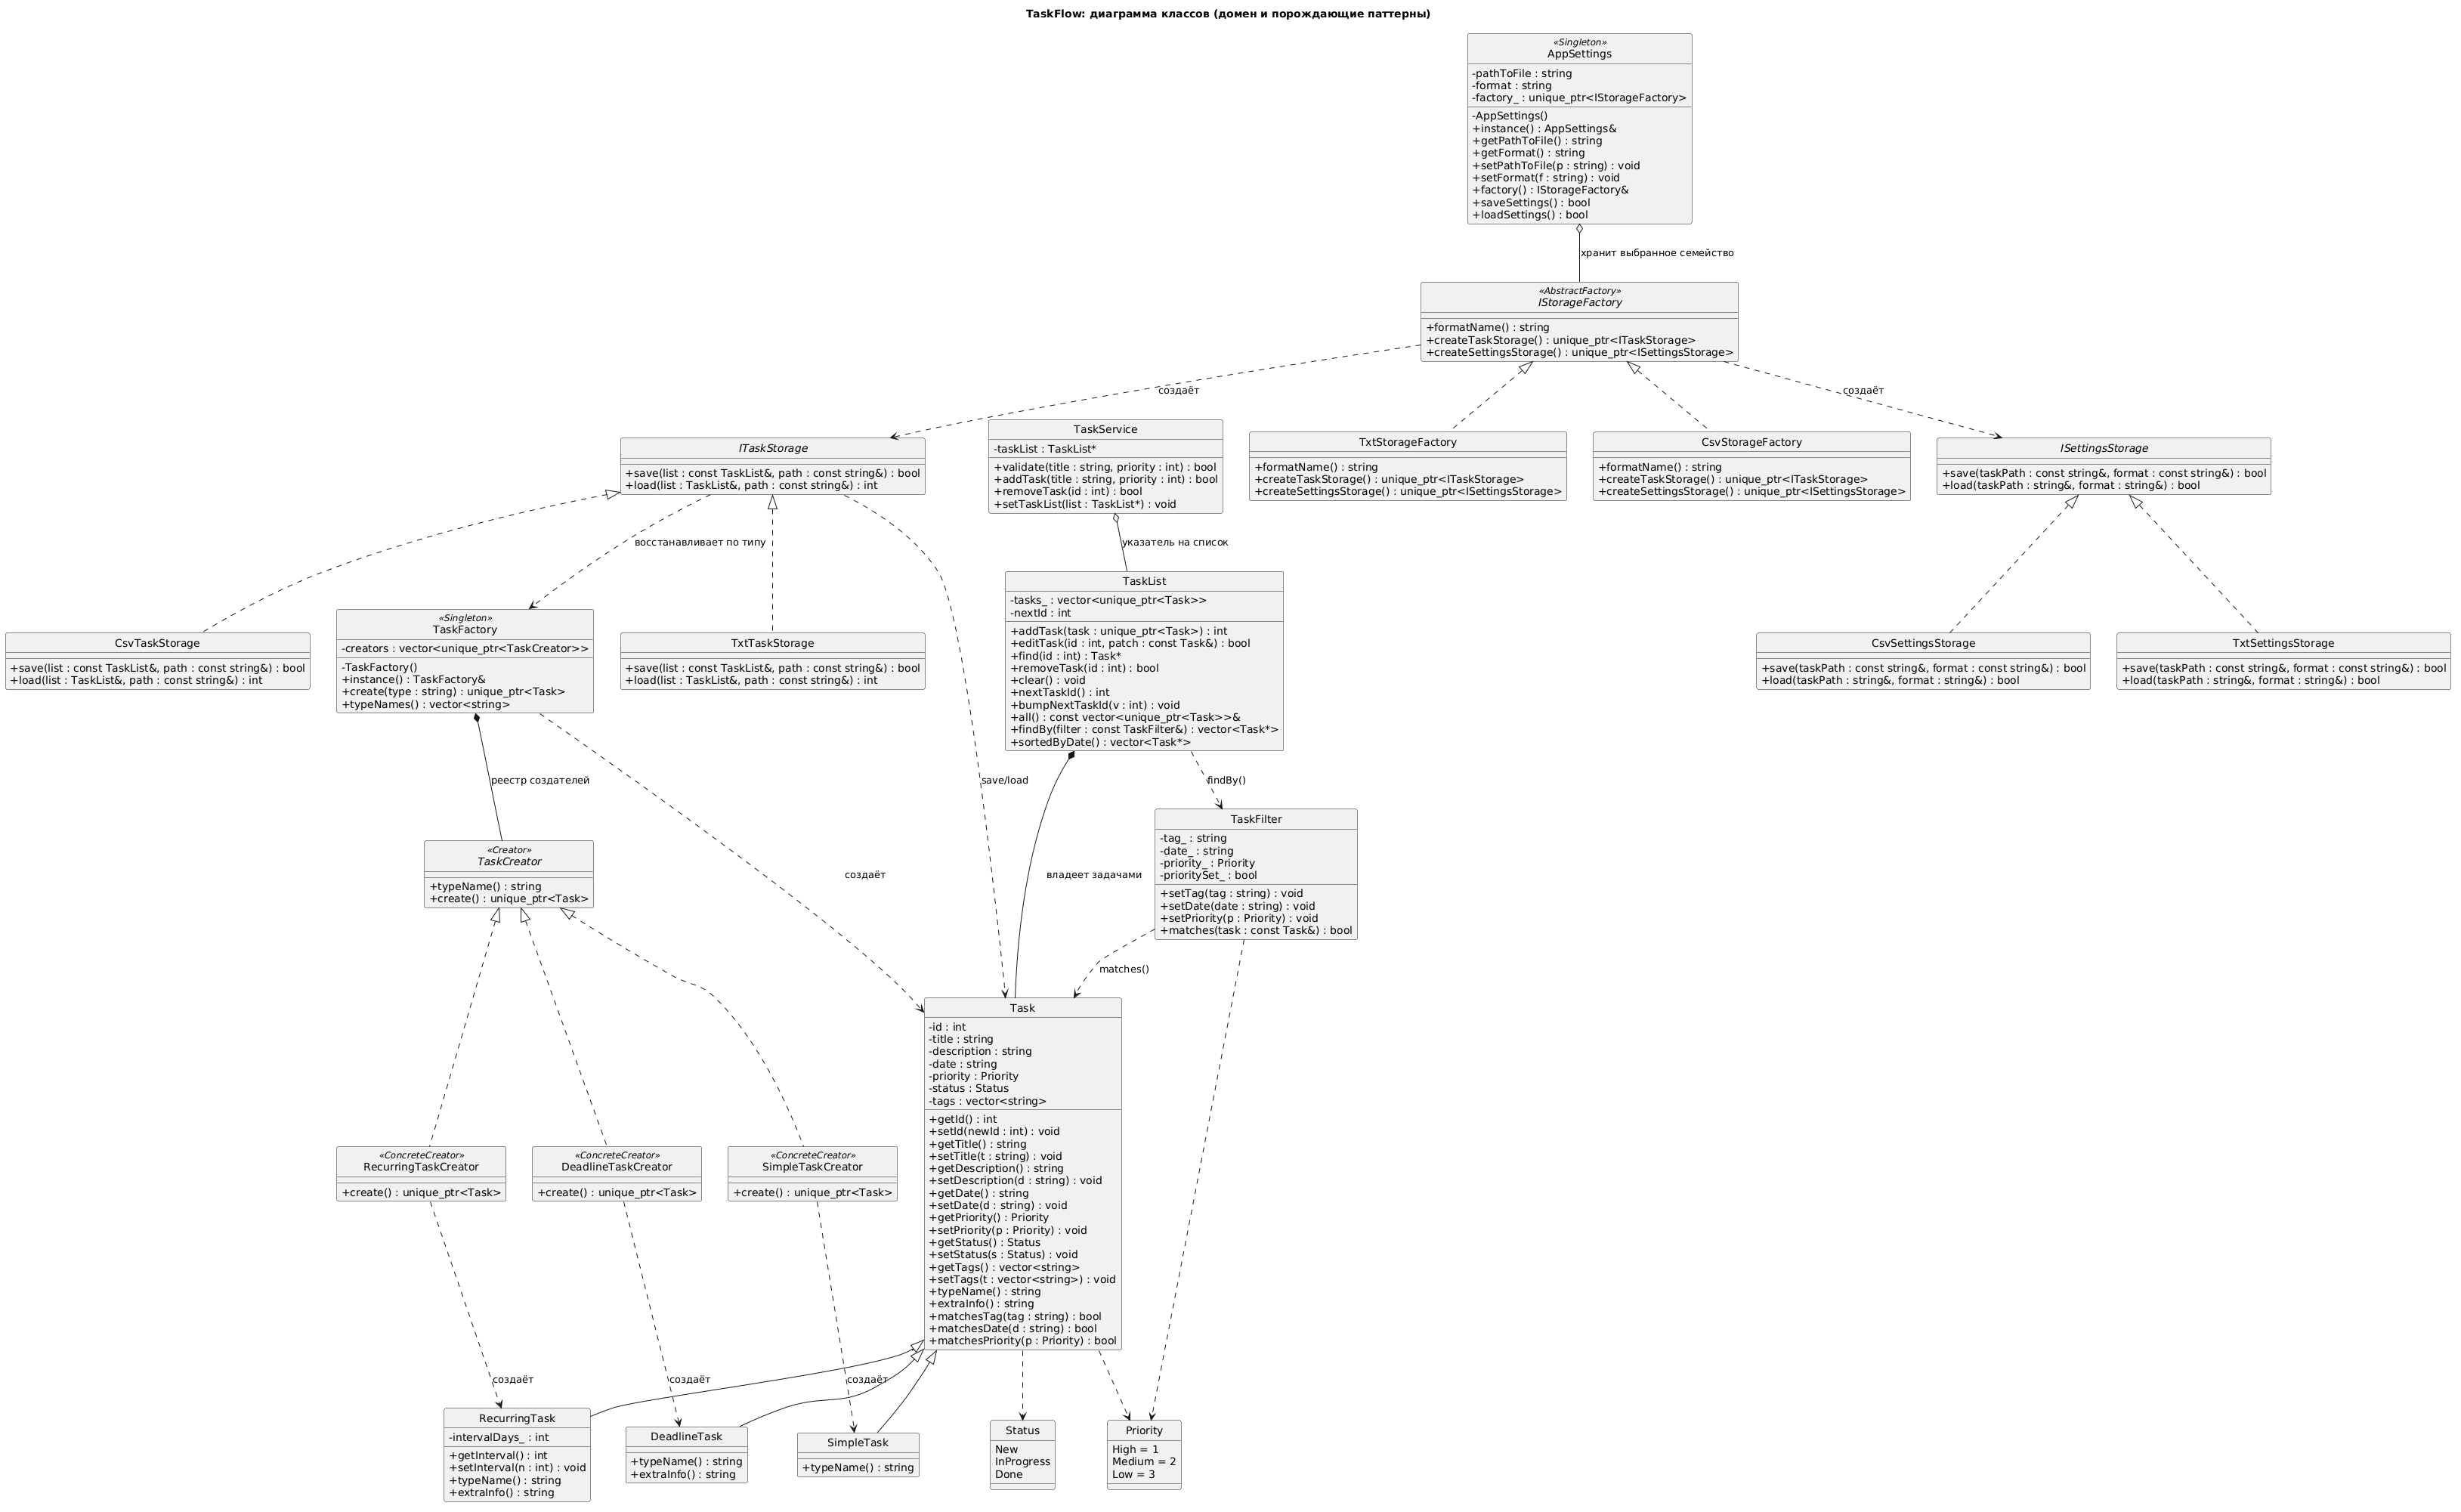 TaskFlow: диаграмма классов (домен и порождающие паттерны)
«Singleton»
AppSettings
-pathToFile : string
-format : string
-factory_ : unique_ptr<IStorageFactory>
-AppSettings()
+instance() : AppSettings&
+getPathToFile() : string
+getFormat() : string
+setPathToFile(p : string) : void
+setFormat(f : string) : void
+factory() : IStorageFactory&
+saveSettings() : bool
+loadSettings() : bool
хранит выбранное семейство
«AbstractFactory»
IStorageFactory
+formatName() : string
+createTaskStorage() : unique_ptr<ITaskStorage>
+createSettingsStorage() : unique_ptr<ISettingsStorage>
создаёт
создаёт
ITaskStorage
+save(list : const TaskList&, path : const string&) : bool
+load(list : TaskList&, path : const string&) : int
TaskService
-taskList : TaskList*
+validate(title : string, priority : int) : bool
+addTask(title : string, priority : int) : bool
+removeTask(id : int) : bool
+setTaskList(list : TaskList*) : void
TxtStorageFactory
+formatName() : string
+createTaskStorage() : unique_ptr<ITaskStorage>
+createSettingsStorage() : unique_ptr<ISettingsStorage>
CsvStorageFactory
+formatName() : string
+createTaskStorage() : unique_ptr<ITaskStorage>
+createSettingsStorage() : unique_ptr<ISettingsStorage>
ISettingsStorage
+save(taskPath : const string&, format : const string&) : bool
+load(taskPath : string&, format : string&) : bool
восстанавливает по типу
указатель на список
CsvTaskStorage
+save(list : const TaskList&, path : const string&) : bool
+load(list : TaskList&, path : const string&) : int
«Singleton»
TaskFactory
-creators : vector<unique_ptr<TaskCreator>>
-TaskFactory()
+instance() : TaskFactory&
+create(type : string) : unique_ptr<Task>
+typeNames() : vector<string>
TxtTaskStorage
+save(list : const TaskList&, path : const string&) : bool
+load(list : TaskList&, path : const string&) : int
TaskList
-tasks_ : vector<unique_ptr<Task>>
-nextId : int
+addTask(task : unique_ptr<Task>) : int
+editTask(id : int, patch : const Task&) : bool
+find(id : int) : Task*
+removeTask(id : int) : bool
+clear() : void
+nextTaskId() : int
+bumpNextTaskId(v : int) : void
+all() : const vector<unique_ptr<Task>>&
+findBy(filter : const TaskFilter&) : vector<Task*>
+sortedByDate() : vector<Task*>
CsvSettingsStorage
+save(taskPath : const string&, format : const string&) : bool
+load(taskPath : string&, format : string&) : bool
TxtSettingsStorage
+save(taskPath : const string&, format : const string&) : bool
+load(taskPath : string&, format : string&) : bool
реестр создателей
save/load
findBy()
«Creator»
TaskCreator
+typeName() : string
+create() : unique_ptr<Task>
создаёт
владеет задачами
TaskFilter
-tag_ : string
-date_ : string
-priority_ : Priority
-prioritySet_ : bool
+setTag(tag : string) : void
+setDate(date : string) : void
+setPriority(p : Priority) : void
+matches(task : const Task&) : bool
matches()
Task
-id : int
-title : string
-description : string
-date : string
-priority : Priority
-status : Status
-tags : vector<string>
+getId() : int
+setId(newId : int) : void
+getTitle() : string
+setTitle(t : string) : void
+getDescription() : string
+setDescription(d : string) : void
+getDate() : string
+setDate(d : string) : void
+getPriority() : Priority
+setPriority(p : Priority) : void
+getStatus() : Status
+setStatus(s : Status) : void
+getTags() : vector<string>
+setTags(t : vector<string>) : void
+typeName() : string
+extraInfo() : string
+matchesTag(tag : string) : bool
+matchesDate(d : string) : bool
+matchesPriority(p : Priority) : bool
«ConcreteCreator»
RecurringTaskCreator
+create() : unique_ptr<Task>
«ConcreteCreator»
DeadlineTaskCreator
+create() : unique_ptr<Task>
«ConcreteCreator»
SimpleTaskCreator
+create() : unique_ptr<Task>
создаёт
создаёт
создаёт
RecurringTask
-intervalDays_ : int
+getInterval() : int
+setInterval(n : int) : void
+typeName() : string
+extraInfo() : string
DeadlineTask
+typeName() : string
+extraInfo() : string
SimpleTask
+typeName() : string
Status
New
InProgress
Done
Priority
High = 1
Medium = 2
Low = 3